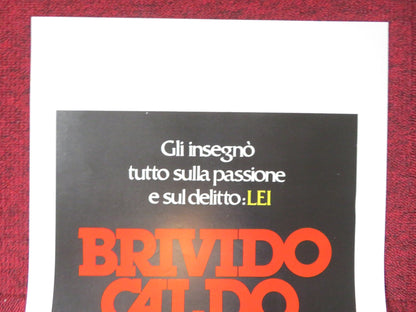 Gli insegnò
tutto sulla passione
e sul delitto: LEI
BRIVIDO
CALDO